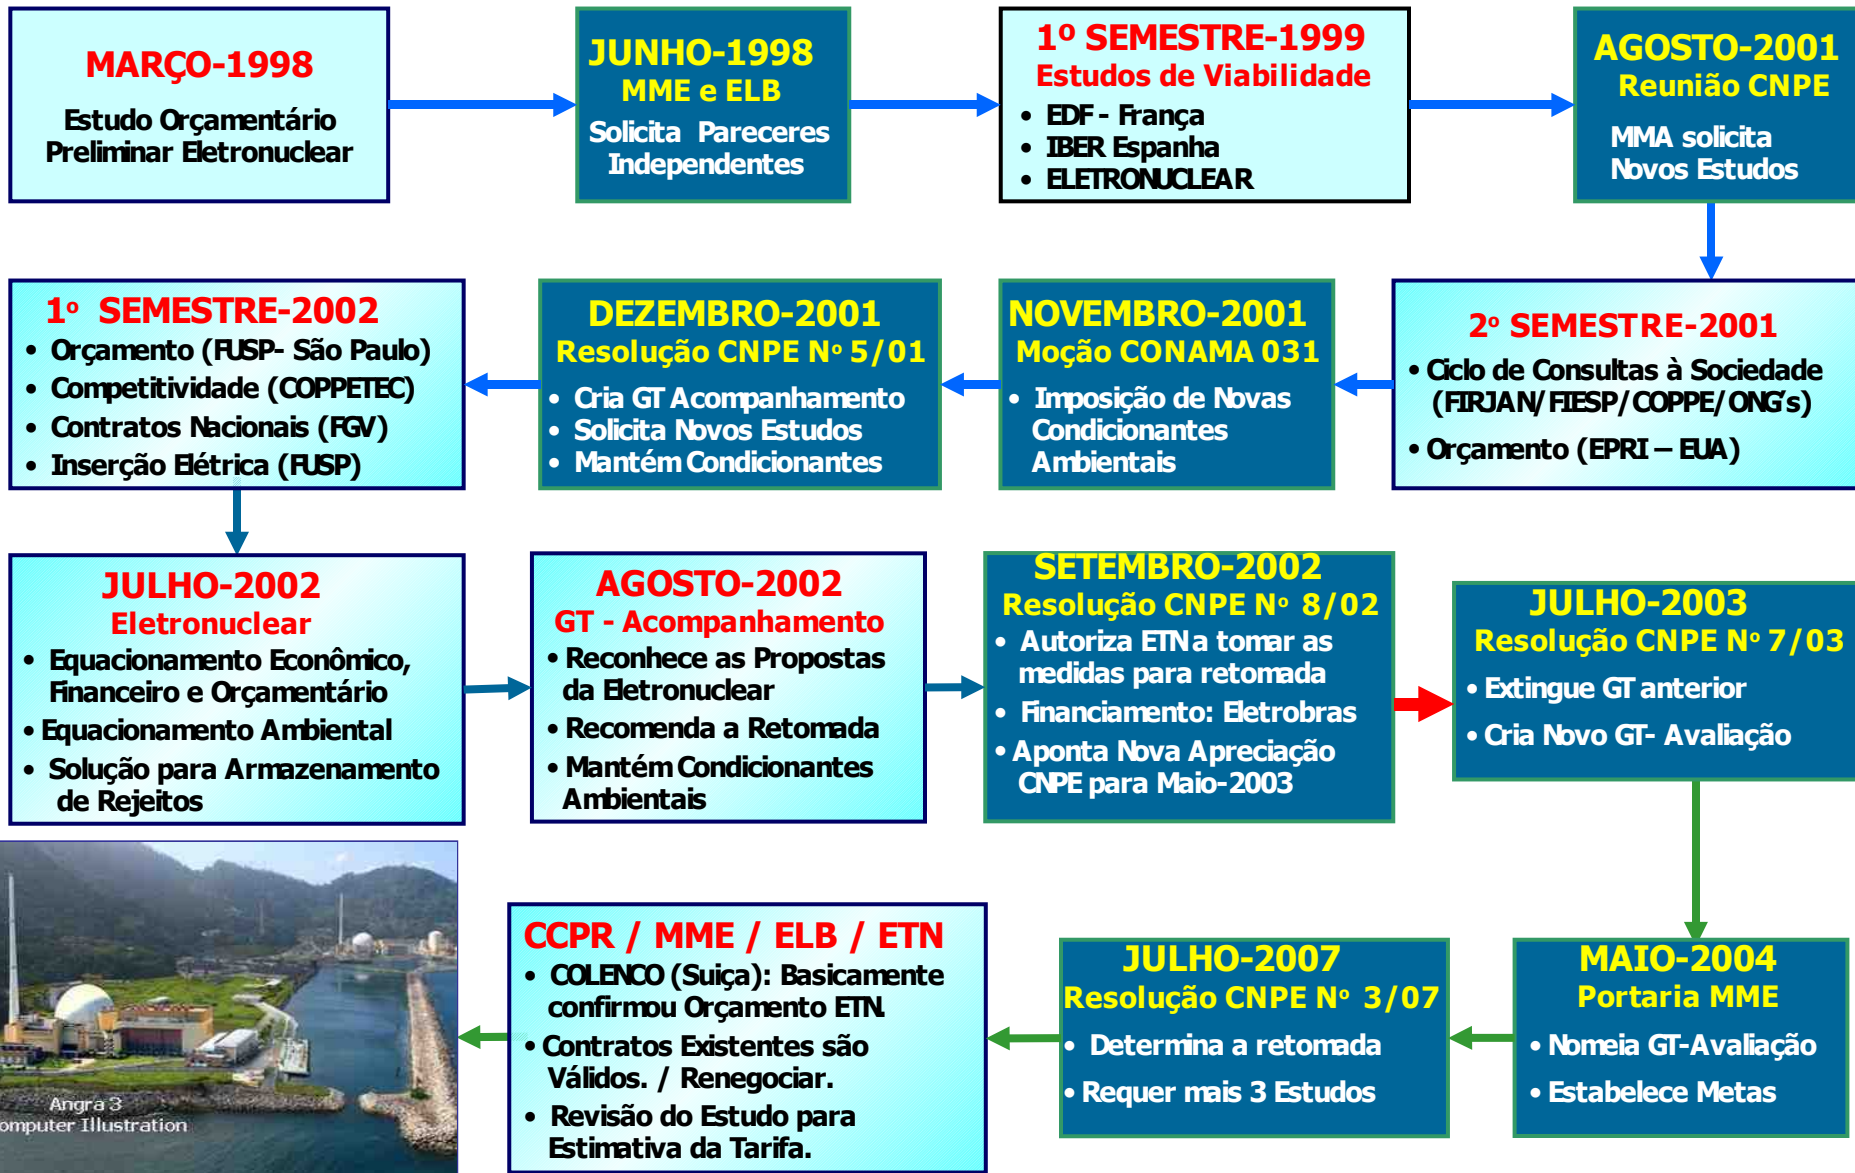 MARÇO-1998
Estudo Orçamentário
Preliminar Eletronuclear
JUNHO-1998
MME e ELB
Solicita Pareceres
Independentes
1º SEMESTRE-1999
Estudos de Viabilidade
• EDF - França
• IBER Espanha
• ELETRONUCLEAR
AGOSTO-2001
Reunião CNPE
MMA solicita
Novos Estudos
2º SEMESTRE-2001
• Ciclo de Consultas à Sociedade
(FIRJAN/FIESP/COPPE/ONG´s)
• Orçamento (EPRI – EUA)
NOVEMBRO-2001
Moção CONAMA 031
• Imposição de Novas
Condicionantes
Ambientais
DEZEMBRO-2001
Resolução CNPE Nº 5/01
• Cria GT Acompanhamento
• Solicita Novos Estudos
• Mantém Condicionantes
1º SEMESTRE-2002
• Orçamento (FUSP- São Paulo)
• Competitividade (COPPETEC)
• Contratos Nacionais (FGV)
• Inserção Elétrica (FUSP)
JULHO-2002
Eletronuclear
• Equacionamento Econômico,
Financeiro e Orçamentário
• Equacionamento Ambiental
• Solução para Armazenamento
de Rejeitos
AGOSTO-2002
GT - Acompanhamento
• Reconhece as Propostas
da Eletronuclear
• Recomenda a Retomada
• Mantém Condicionantes
Ambientais
SETEMBRO-2002
Resolução CNPE Nº 8/02
• Autoriza ETN a tomar as
medidas para retomada
• Financiamento: Eletrobras
• Aponta Nova Apreciação
CNPE para Maio-2003
JULHO-2003
Resolução CNPE Nº 7/03
• Extingue GT anterior
• Cria Novo GT- Avaliação
MAIO-2004
Portaria MME
• Nomeia GT-Avaliação
• Estabelece Metas
JULHO-2007
Resolução CNPE Nº 3/07
• Determina a retomada
• Requer mais 3 Estudos
CCPR / MME / ELB / ETN
• COLENCO (Suiça): Basicamente
confirmou Orçamento ETN.
• Contratos Existentes são
Válidos. / Renegociar.
• Revisão do Estudo para
Estimativa da Tarifa.
Angra 3
omputer Illustration